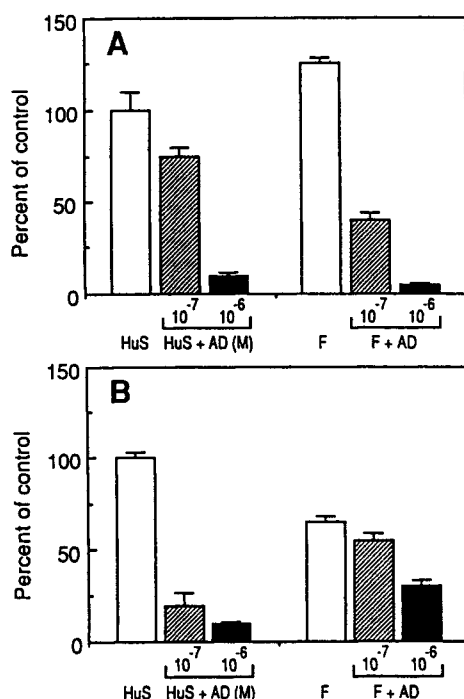 A
Percent of control
150
100
50
0
10-7 10-6
10-7 10-6
HuS HuS + AD (M) F F + AD
B
Percent of control
150
100
50
0
10-7 10-6
10-7 10-6
HuS HuS + AD (M) F F + AD